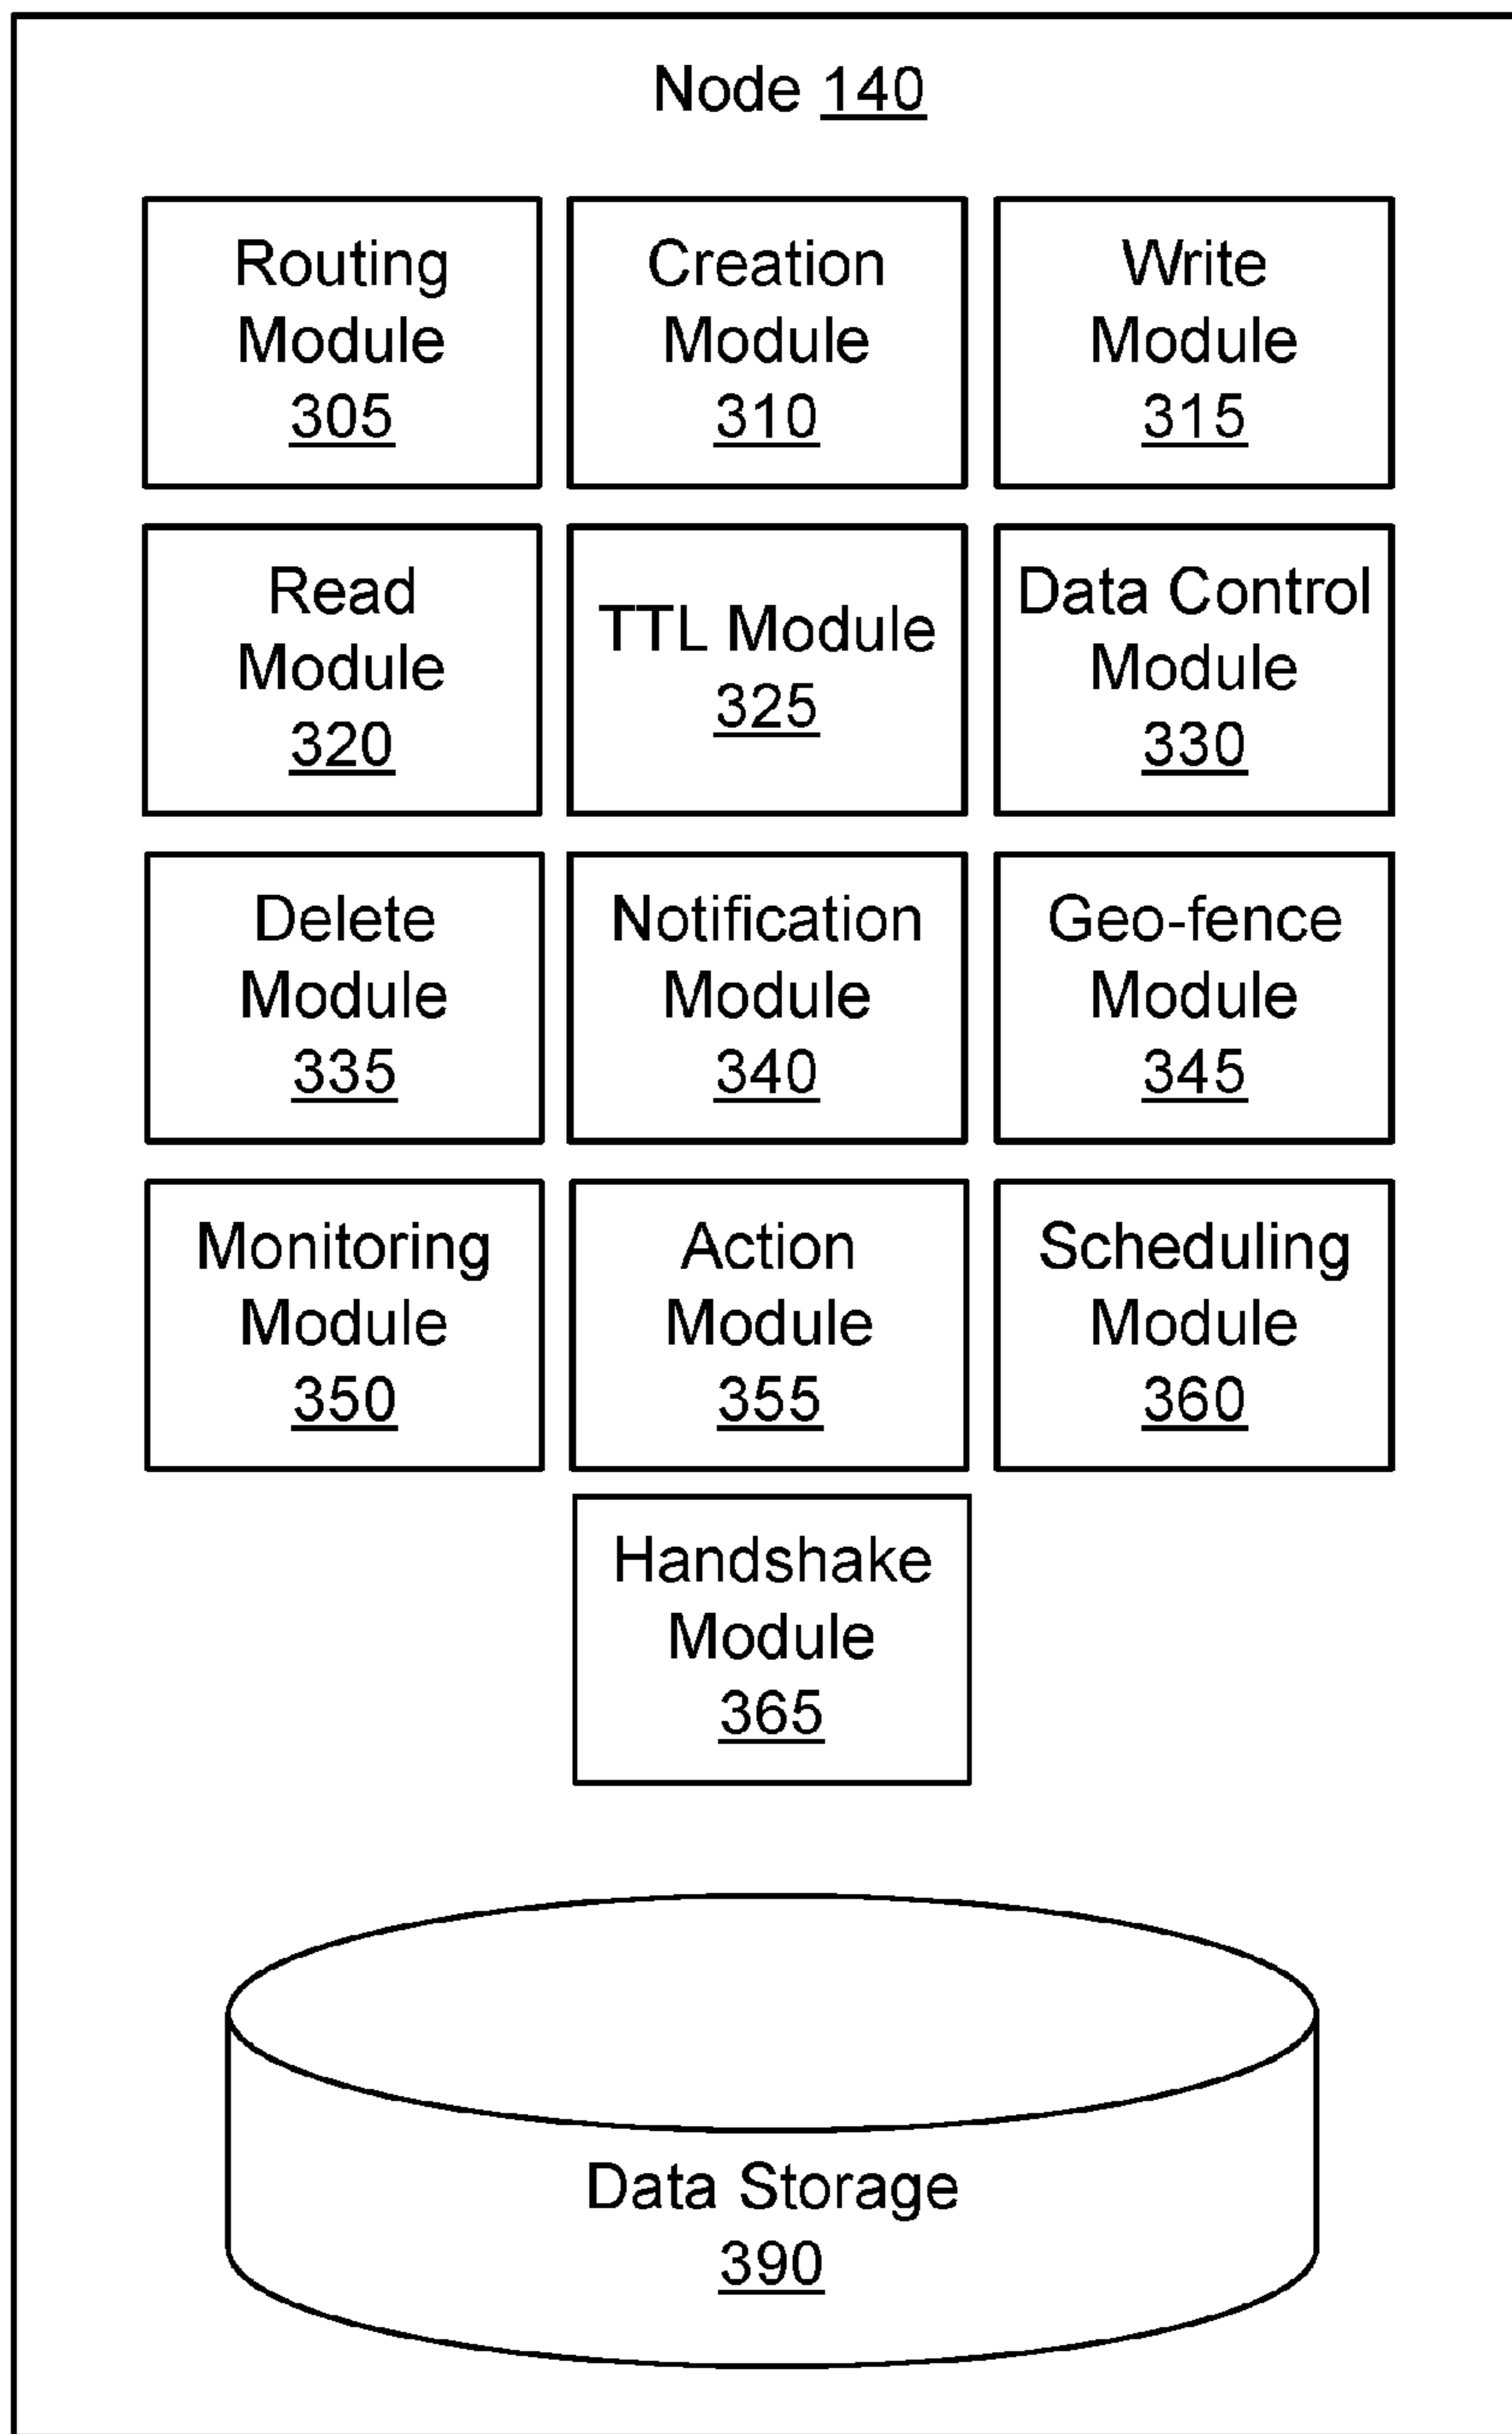 Node 140
Routing
Module
305
Creation
Module
310
Write
Module
315
Read
Module
320
TTL Module
325
Data Control
Module
330
Delete
Module
335
Notification
Module
340
Geo-fence
Module
345
Monitoring
Module
350
Action
Module
355
Scheduling
Module
360
Handshake
Module
365
Data Storage
390